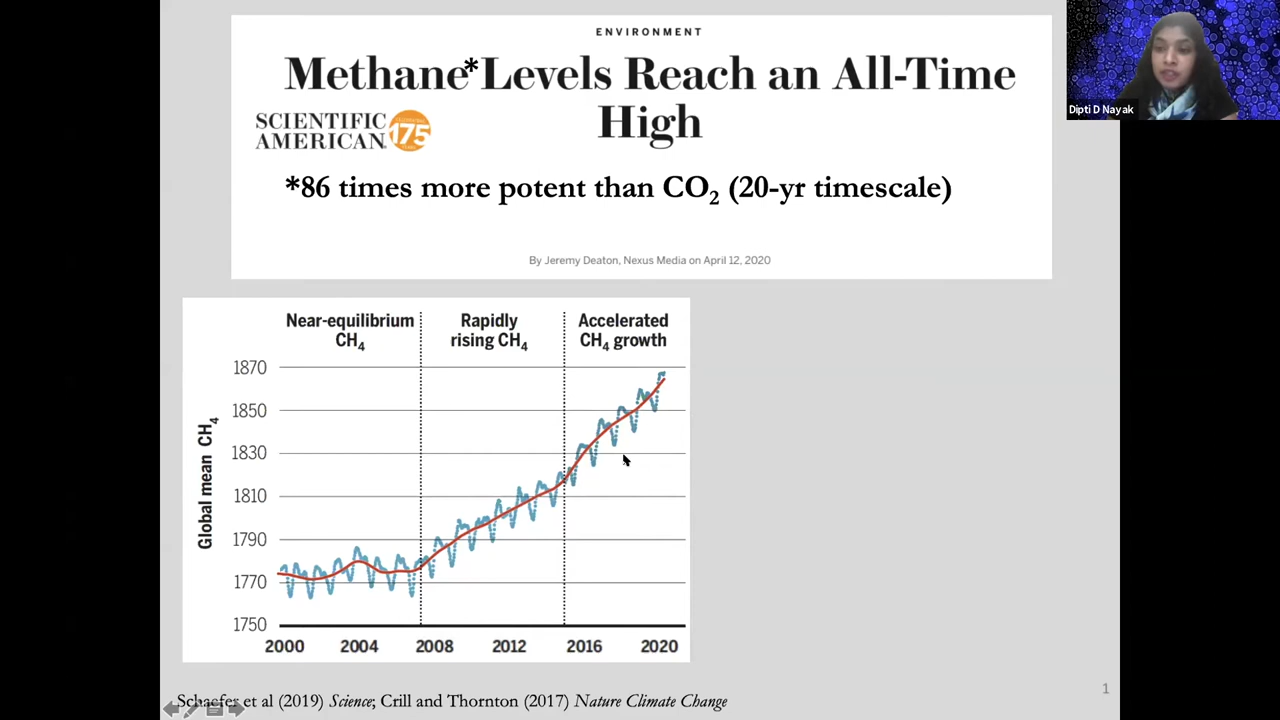 ENVIRONMENT
Methane*Levels Reach an All-Time
High
SCIENTIFIC
AMERICAN
175
*86 times more potent than CO₂ (20-yr timescale)
By Jeremy Deaton, Nexus Media on April 12, 2020
Dipti D Nayak
Near-equilibrium
CH₄
Rapidly
rising CH₄
Accelerated
CH₄ growth
Global mean CH₄
1870
1850
1830
1810
1790
1770
1750
2000 2004 2008 2012 2016 2020
Schaefer et al (2019) Science; Crill and Thornton (2017) Nature Climate Change
1